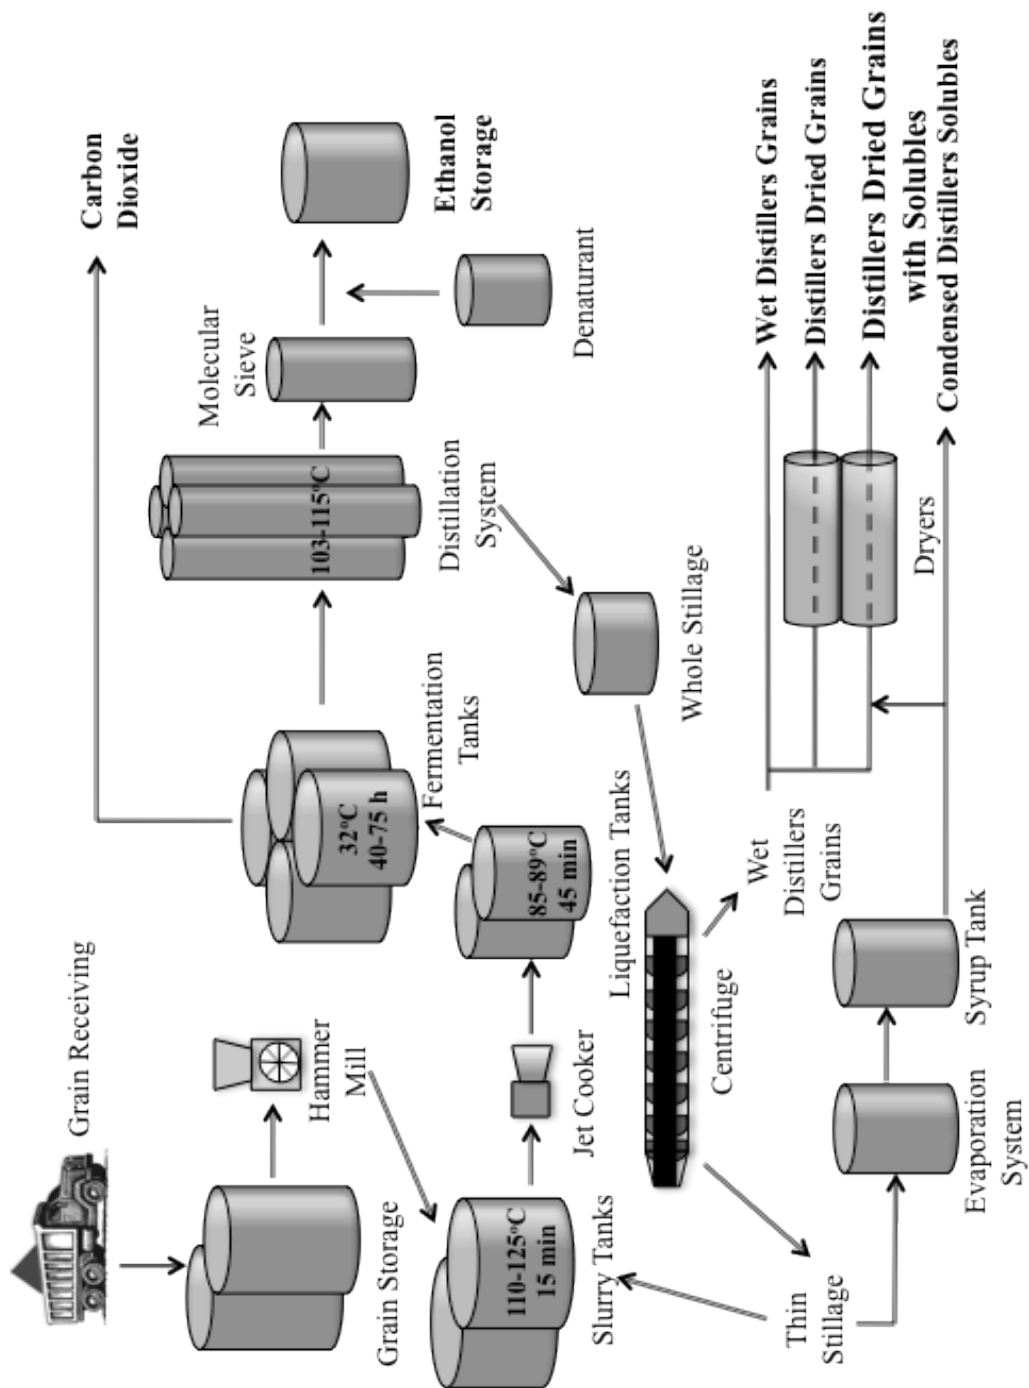 Grain Receiving
Grain Storage
Hammer
Mill
110-125°C
15 min
Slurry Tanks
Jet Cooker
85-89°C
45 min
Liquefaction Tanks
32°C
40-75 h
Fermentation
Tanks
Carbon
Dioxide
103-115°C
Distillation
System
Molecular
Sieve
Denaturant
Ethanol
Storage
Whole Stillage
Centrifuge
Wet
Distillers
Grains
Thin
Stillage
Evaporation
System
Syrup Tank
Dryers
Wet Distillers Grains
Distillers Dried Grains
Distillers Dried Grains
with Solubles
Condensed Distillers Solubles